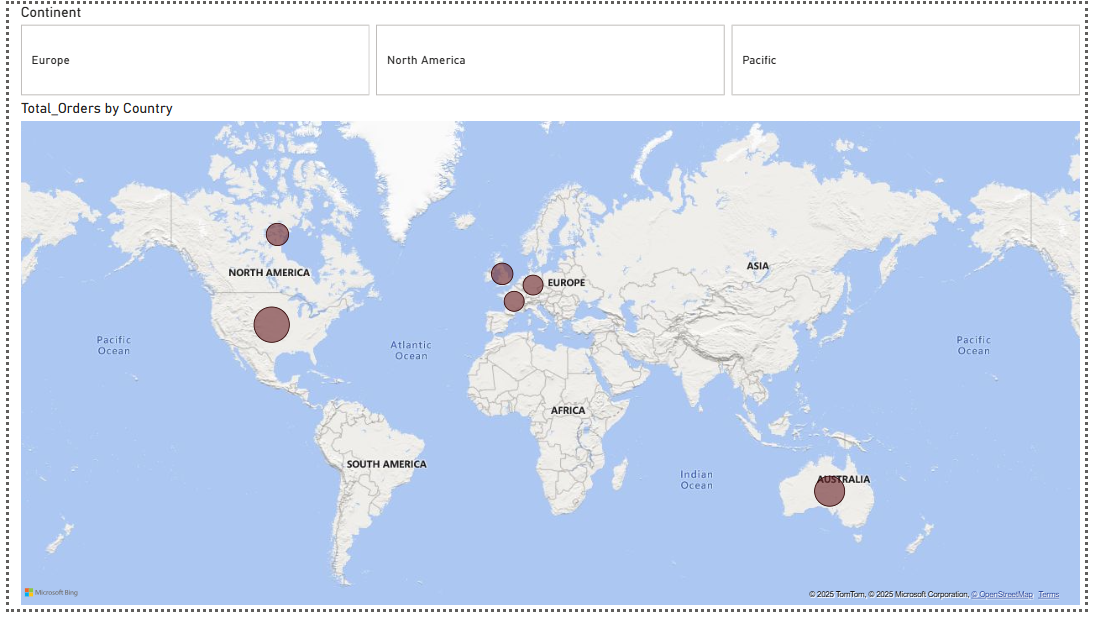 Continent
Europe
North America
Pacific
Total_Orders by Country
NORTH AMERICA
EUROPE
ASIA
Pacific
Ocean
Atlantic
Ocean
Pacific
Ocean
AFRICA
SOUTH AMERICA
Indian
Ocean
AUSTRALIA
Microsoft Bing
© 2025 TomTom, © 2025 Microsoft Corporation, © OpenStreetMap Terms